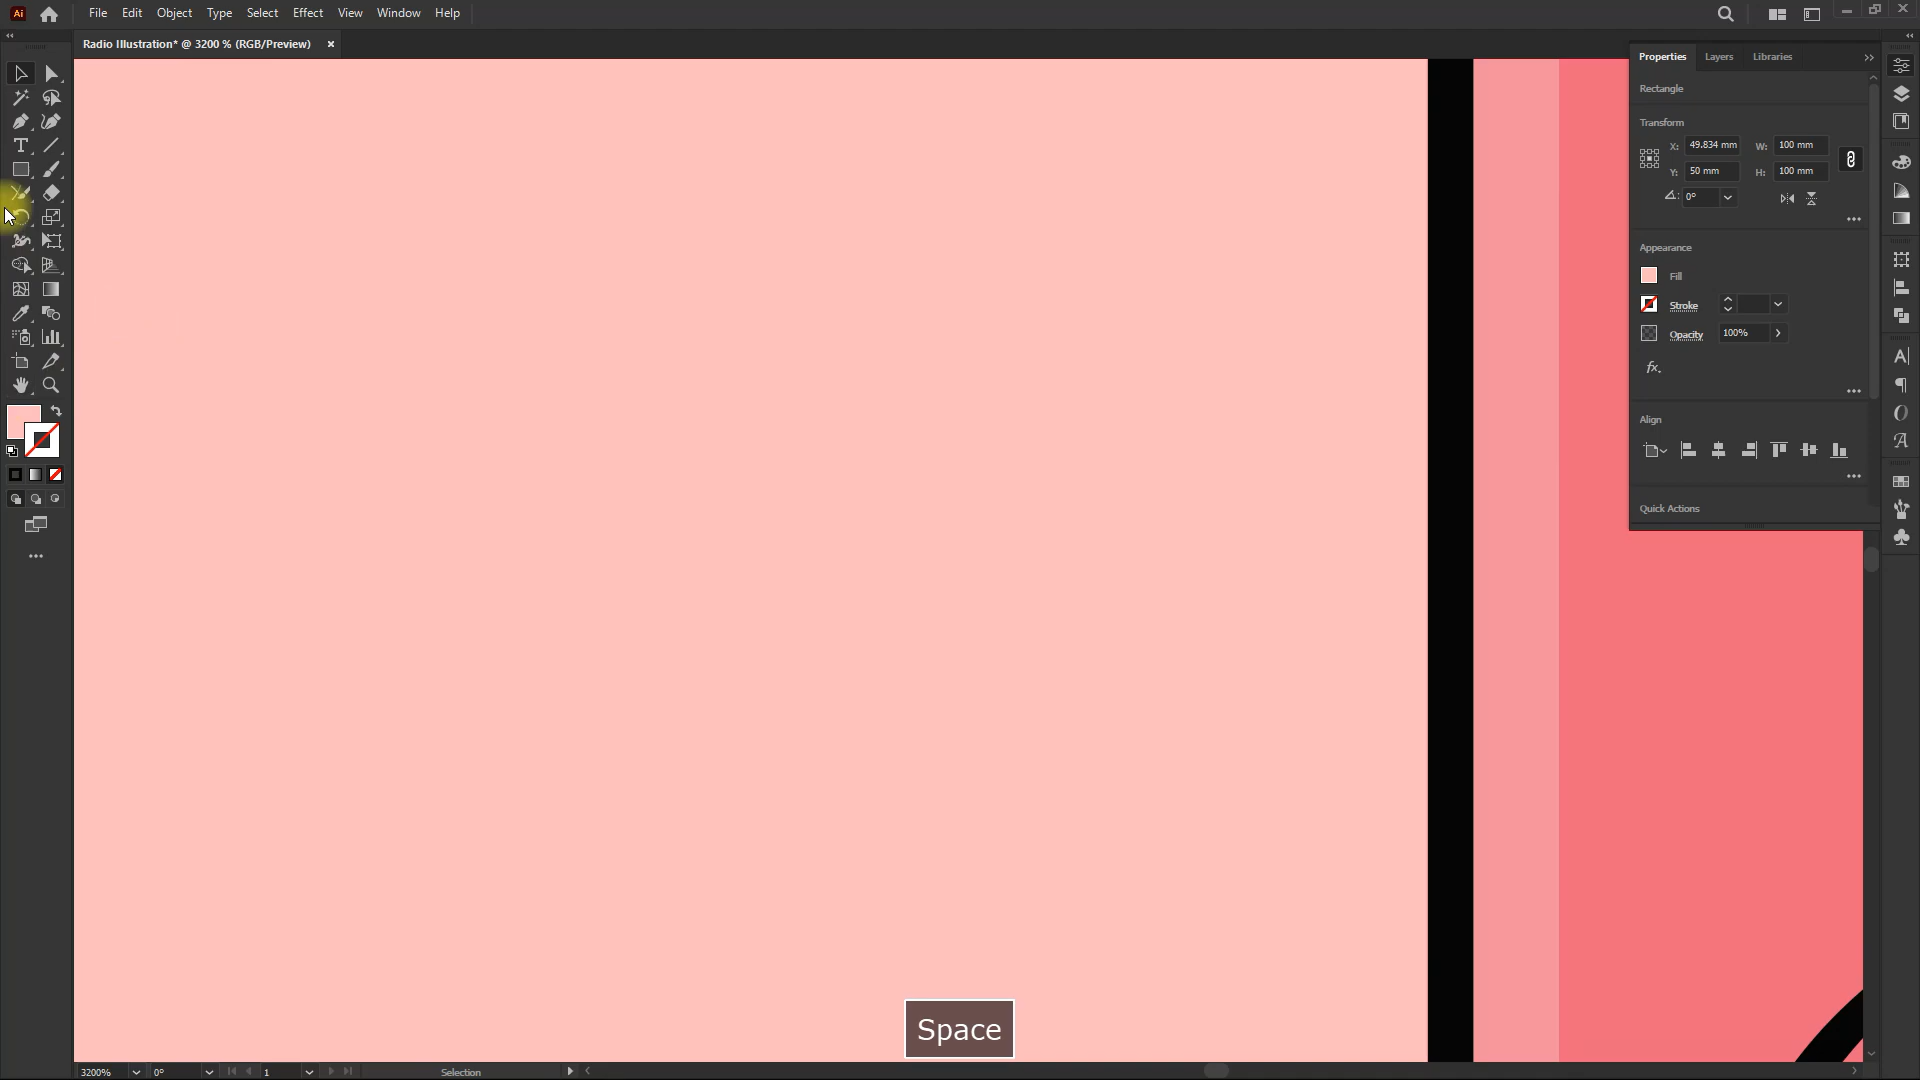 Ai File Edit Object Type Select Effect View Window Help
Radio Illustration* @ 3200 % (RGB/Preview) ×
Properties Layers Libraries
Rectangle
Transform
X: 49.834 mm W: 100 mm
Y: 50 mm H: 100 mm
0°
Appearance
Fill
Stroke
Opacity 100%
fx
Align
Quick Actions
Space
3200% 0° 1 Selection